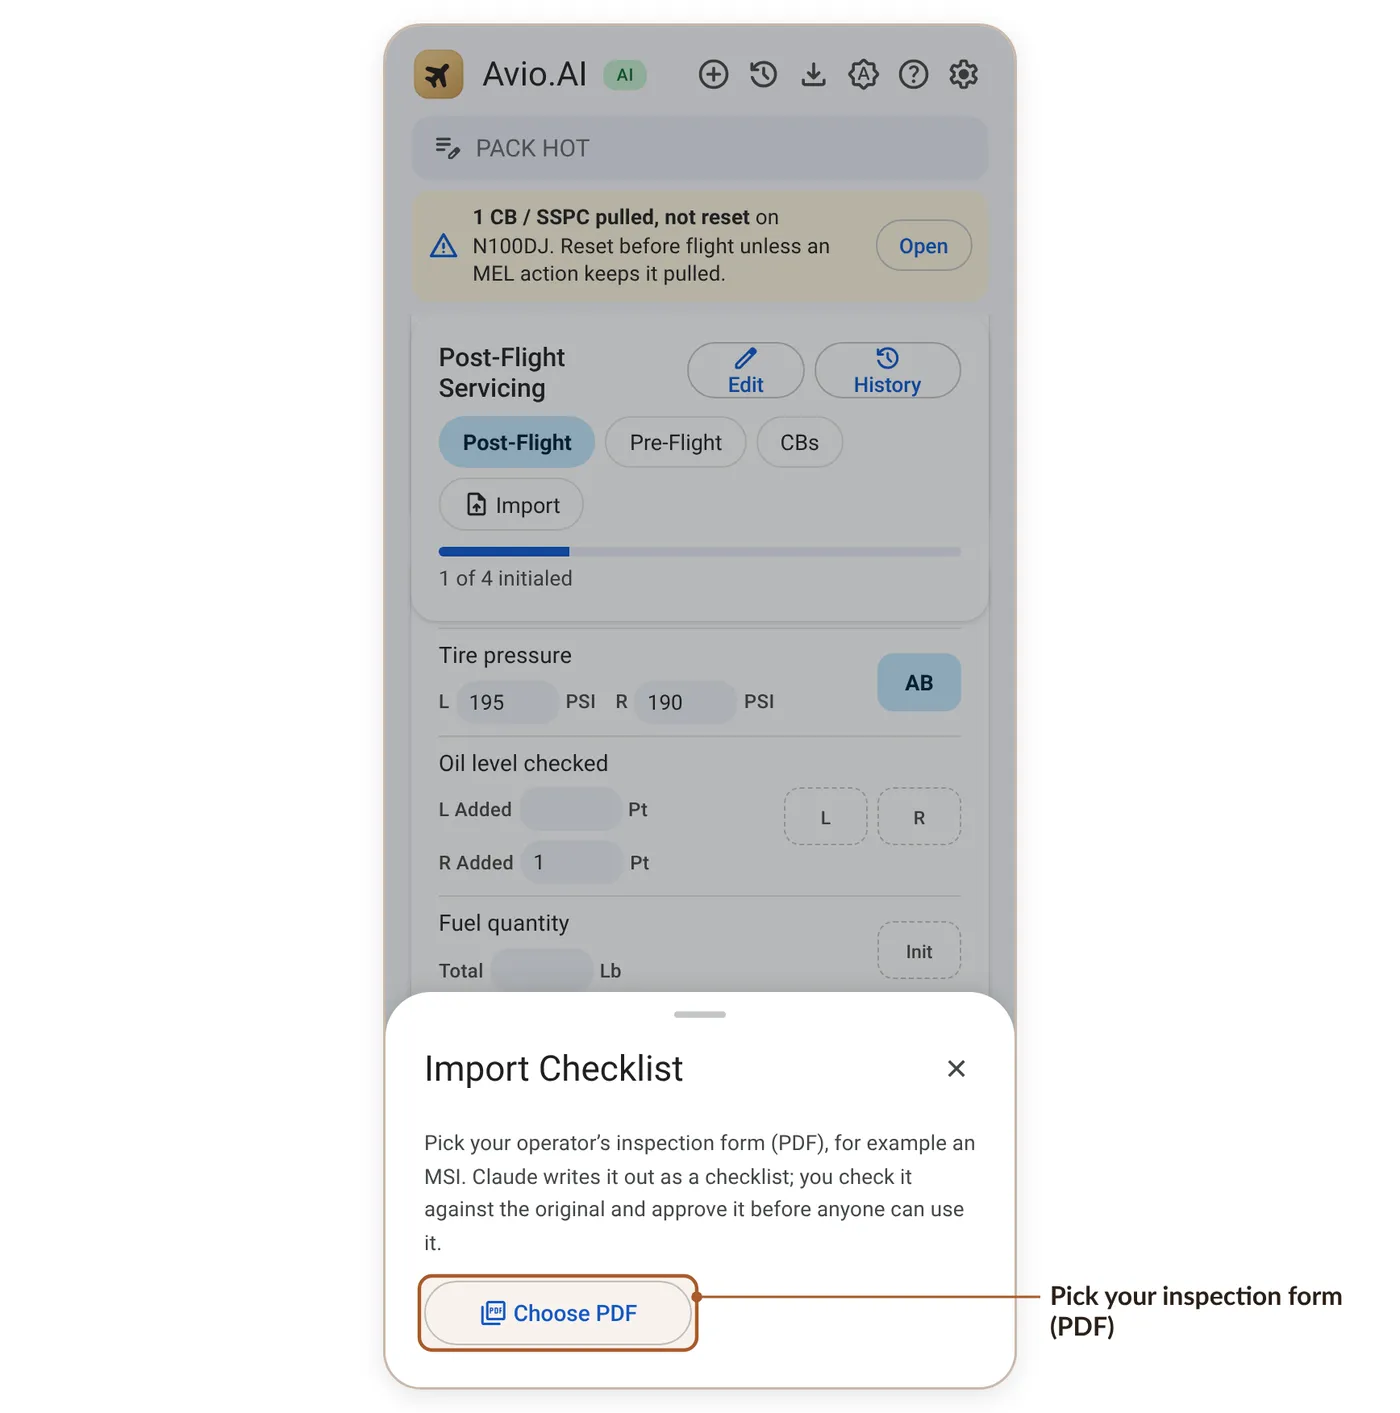 Avio.AI AI
PACK HOT
1 CB / SSPC pulled, not reset on
N100DJ. Reset before flight unless an
MEL action keeps it pulled.
Open
Post-Flight
Servicing
Edit
History
Post-Flight
Pre-Flight
CBs
Import
1 of 4 initialed
Tire pressure
L 195 PSI R 190 PSI
AB
Oil level checked
L Added Pt
R Added 1 Pt
L
R
Fuel quantity
Total Lb
Init
Import Checklist
Pick your operator’s inspection form (PDF), for example an
MSI. Claude writes it out as a checklist; you check it
against the original and approve it before anyone can use
it.
PDF Choose PDF
Pick your inspection form
(PDF)